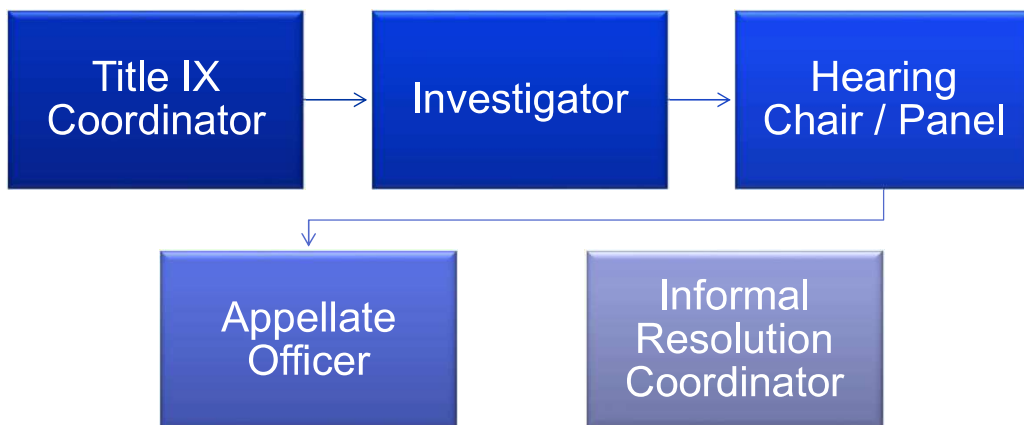 Title IX
Coordinator
Investigator
Hearing
Chair / Panel
Appellate
Officer
Informal
Resolution
Coordinator